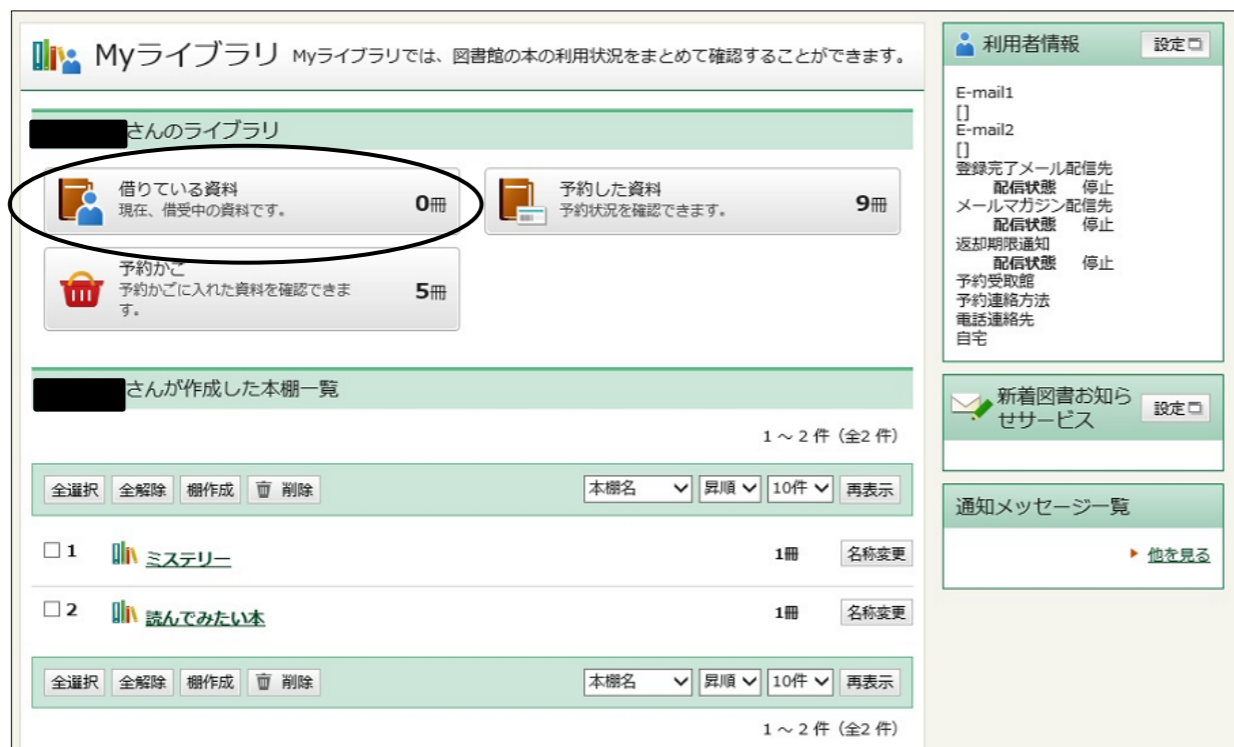 Myライブラリ Myライブラリでは、図書館の本の利用状況をまとめて確認することができます。
さんのライブラリ
借りている資料
現在、借受中の資料です。
0冊
予約した資料
予約状況を確認できます。
9冊
予約かご
予約かごに入れた資料を確認できま
す。
5冊
さんが作成した本棚一覧
1 ～ 2 件（全2 件）
全選択 全解除 棚作成 削除 本棚名 昇順 10件 再表示
1 ミステリー 1冊 名称変更
2 読んでみたい本 1冊 名称変更
全選択 全解除 棚作成 削除 本棚名 昇順 10件 再表示
1 ～ 2 件（全2 件）
利用者情報 設定
E-mail1
[]
E-mail2
[]
登録完了メール配信先
配信状態 停止
メールマガジン配信先
配信状態 停止
返却期限通知
配信状態 停止
予約受取館
予約連絡方法
電話連絡先
自宅
新着図書お知ら
せサービス
設定
通知メッセージ一覧
他を見る